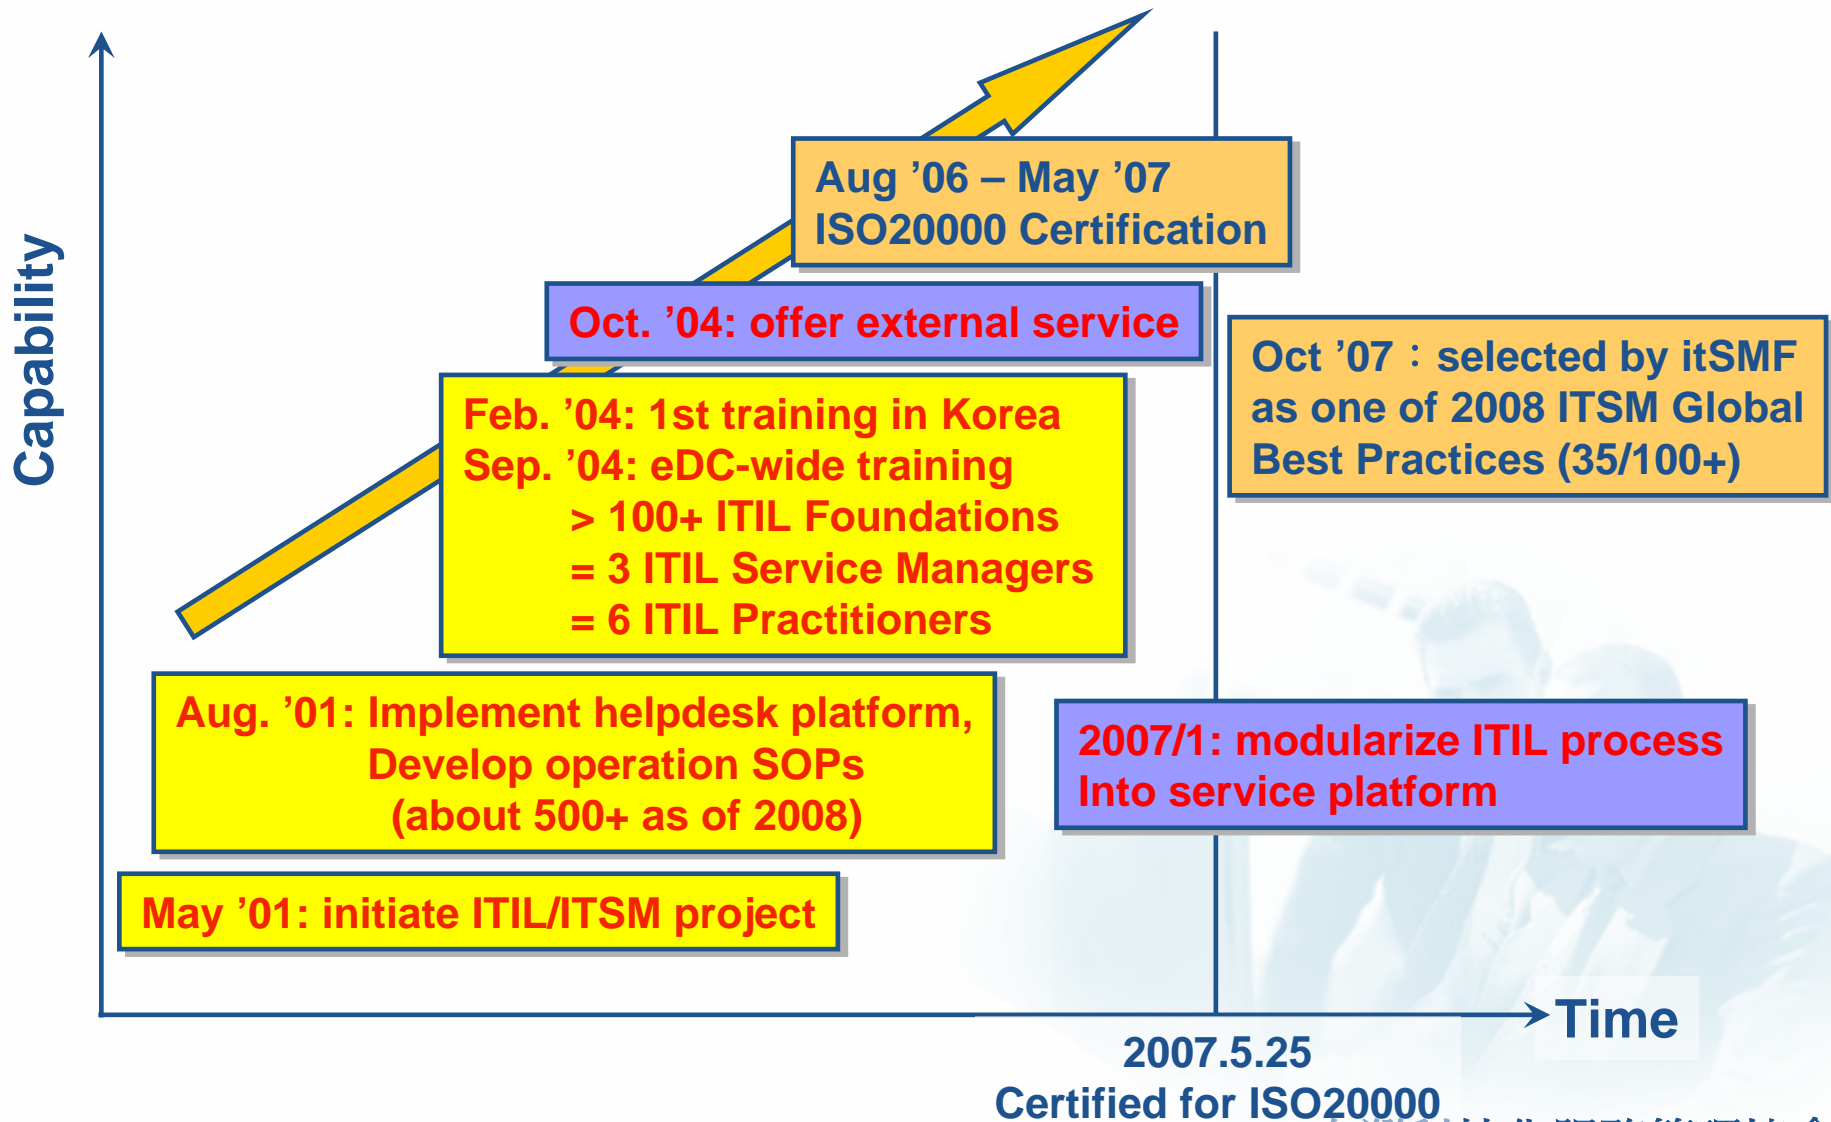 Capability
Aug ’06 – May ’07
ISO20000 Certification
Oct. ’04: offer external service
Oct ’07：selected by itSMF
as one of 2008 ITSM Global
Best Practices (35/100+)
Feb. ’04: 1st training in Korea
Sep. ’04: eDC-wide training
> 100+ ITIL Foundations
= 3 ITIL Service Managers
= 6 ITIL Practitioners
Aug. ’01: Implement helpdesk platform,
Develop operation SOPs
(about 500+ as of 2008)
2007/1: modularize ITIL process
Into service platform
May ’01: initiate ITIL/ITSM project
Time
2007.5.25
Certified for ISO20000